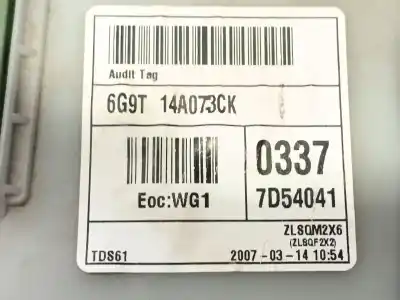 Audit Tag
6G9T 14A073CK
0337
7D54041
Eoc:WG1
ZLSQM2X6
(ZLSQF2X2)
TDS61
2007-03-14 10:54